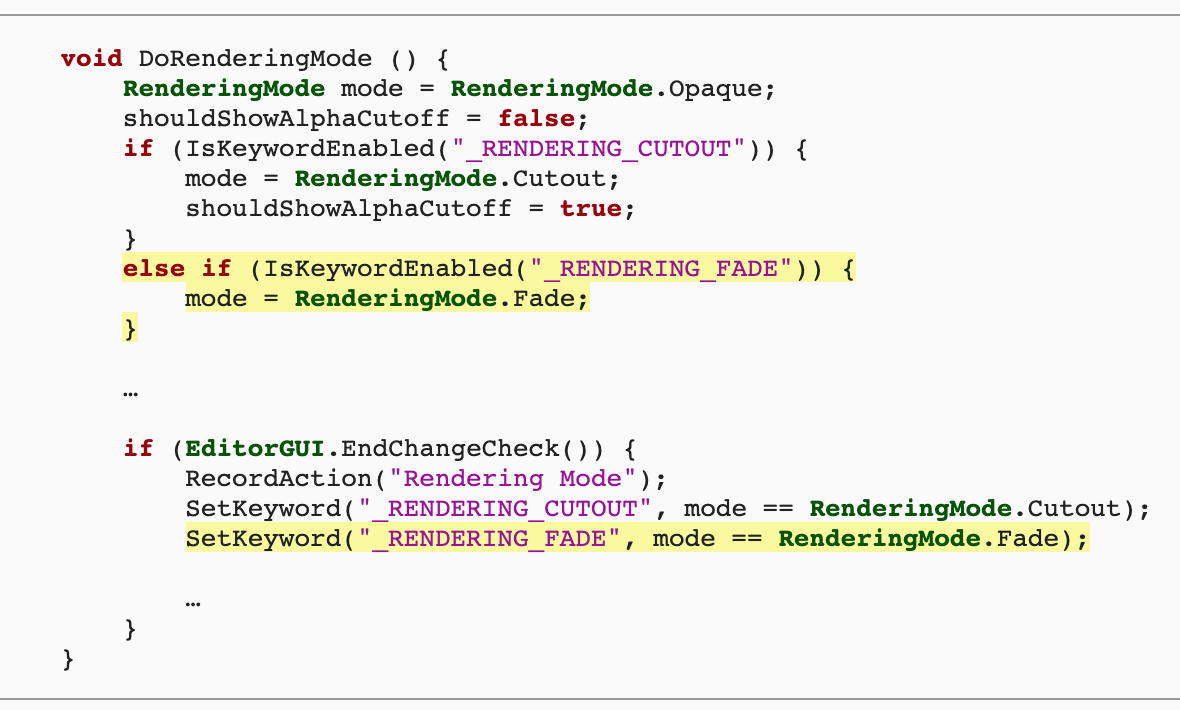 void DoRenderingMode () {
RenderingMode mode = RenderingMode.Opaque;
shouldShowAlphaCutoff = false;
if (IsKeywordEnabled("_RENDERING_CUTOUT")) {
mode = RenderingMode.Cutout;
shouldShowAlphaCutoff = true;
}
else if (IsKeywordEnabled("_RENDERING_FADE")) {
mode = RenderingMode.Fade;
}
…
if (EditorGUI.EndChangeCheck()) {
RecordAction("Rendering Mode");
SetKeyword("_RENDERING_CUTOUT", mode == RenderingMode.Cutout);
SetKeyword("_RENDERING_FADE", mode == RenderingMode.Fade);
…
}
}